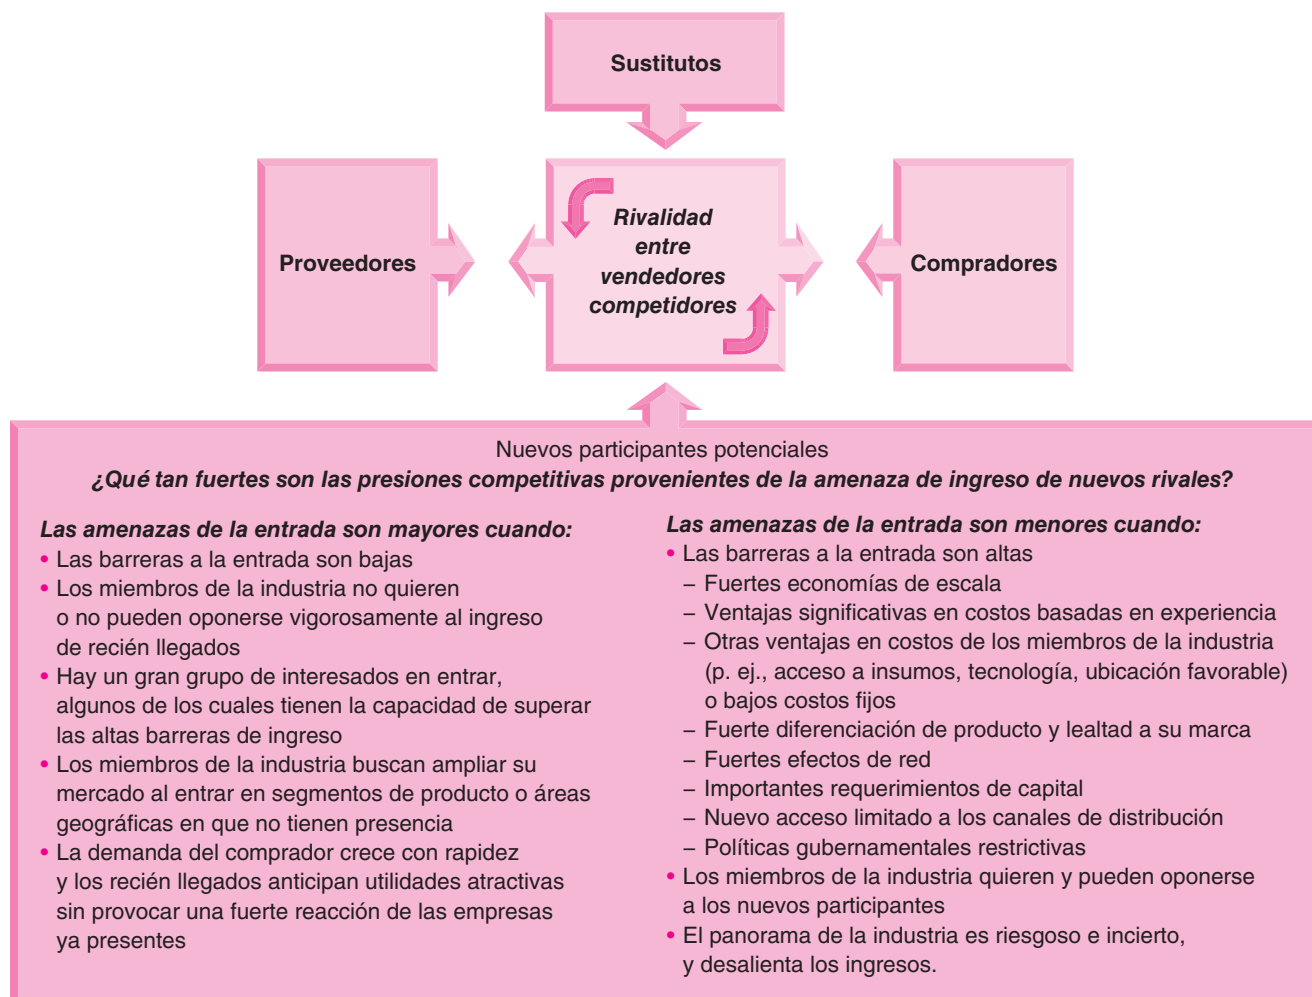 Sustitutos
Proveedores
Rivalidad
entre
vendedores
competidores
Compradores
Nuevos participantes potenciales
¿Qué tan fuertes son las presiones competitivas provenientes de la amenaza de ingreso de nuevos rivales?
Las amenazas de la entrada son mayores cuando:
• Las barreras a la entrada son bajas
• Los miembros de la industria no quieren
o no pueden oponerse vigorosamente al ingreso
de recién llegados
• Hay un gran grupo de interesados en entrar,
algunos de los cuales tienen la capacidad de superar
las altas barreras de ingreso
• Los miembros de la industria buscan ampliar su
mercado al entrar en segmentos de producto o áreas
geográficas en que no tienen presencia
• La demanda del comprador crece con rapidez
y los recién llegados anticipan utilidades atractivas
sin provocar una fuerte reacción de las empresas
ya presentes
Las amenazas de la entrada son menores cuando:
• Las barreras a la entrada son altas
– Fuertes economías de escala
– Ventajas significativas en costos basadas en experiencia
– Otras ventajas en costos de los miembros de la industria
(p. ej., acceso a insumos, tecnología, ubicación favorable)
o bajos costos fijos
– Fuerte diferenciación de producto y lealtad a su marca
– Fuertes efectos de red
– Importantes requerimientos de capital
– Nuevo acceso limitado a los canales de distribución
– Políticas gubernamentales restrictivas
• Los miembros de la industria quieren y pueden oponerse
a los nuevos participantes
• El panorama de la industria es riesgoso e incierto,
y desalienta los ingresos.